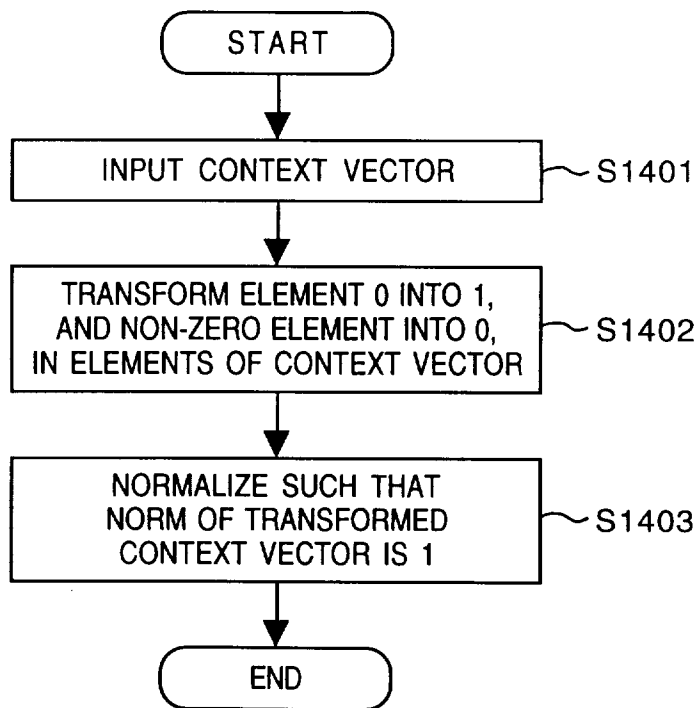 START
INPUT CONTEXT VECTOR
S1401
TRANSFORM ELEMENT 0 INTO 1,
AND NON-ZERO ELEMENT INTO 0,
IN ELEMENTS OF CONTEXT VECTOR
S1402
NORMALIZE SUCH THAT
NORM OF TRANSFORMED
CONTEXT VECTOR IS 1
S1403
END